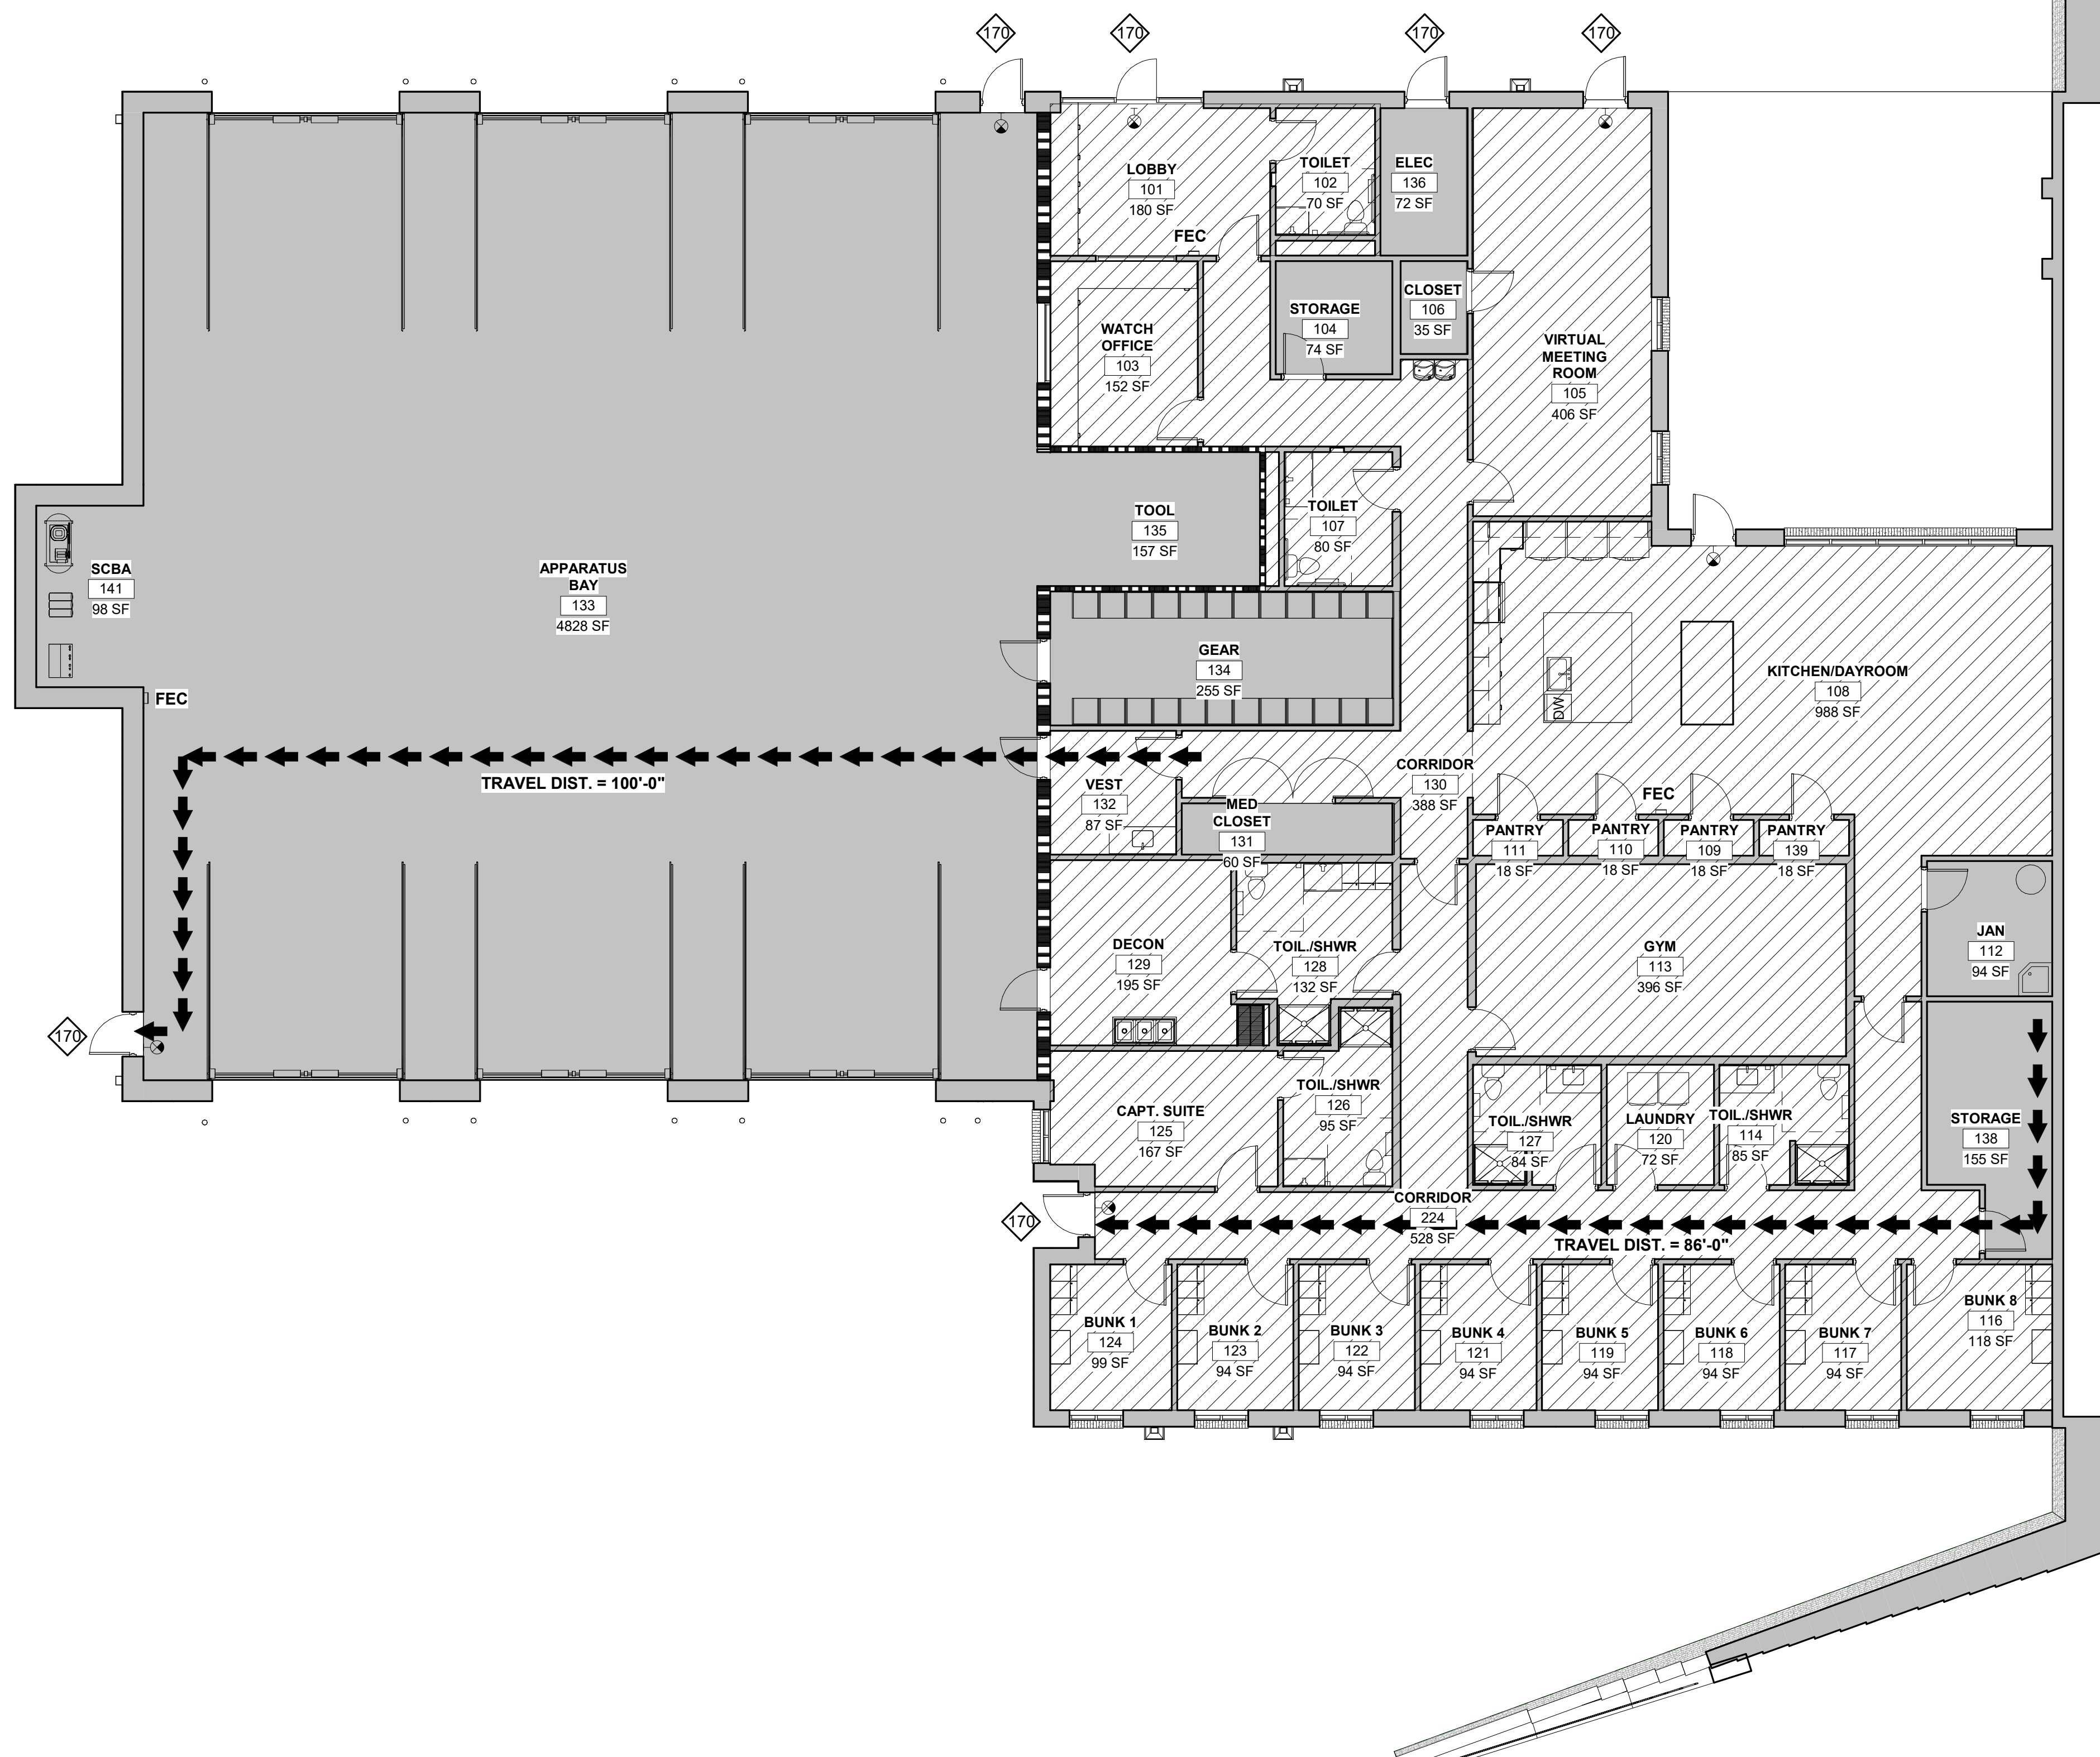 170
170
170
170
LOBBY
101
180 SF
TOILET
102
70 SF
ELEC
136
72 SF
FEC
STORAGE
104
74 SF
CLOSET
106
35 SF
WATCH
OFFICE
103
152 SF
VIRTUAL
MEETING
ROOM
105
406 SF
TOOL
135
157 SF
TOILET
107
80 SF
SCBA
141
98 SF
APPARATUS
BAY
133
4828 SF
FEC
GEAR
134
255 SF
KITCHEN/DAYROOM
108
988 SF
DW
TRAVEL DIST. = 100'-0"
VEST
132
87 SF
MED
CLOSET
131
60 SF
CORRIDOR
130
388 SF
FEC
PANTRY
111
18 SF
PANTRY
110
18 SF
PANTRY
109
18 SF
PANTRY
139
18 SF
DECON
129
195 SF
TOIL./SHWR
128
132 SF
GYM
113
396 SF
JAN
112
94 SF
170
CAPT. SUITE
125
167 SF
TOIL./SHWR
126
95 SF
TOIL./SHWR
127
84 SF
LAUNDRY
120
72 SF
TOIL./SHWR
114
85 SF
STORAGE
138
155 SF
170
CORRIDOR
224
528 SF
TRAVEL DIST. = 86'-0"
BUNK 1
124
99 SF
BUNK 2
123
94 SF
BUNK 3
122
94 SF
BUNK 4
121
94 SF
BUNK 5
119
94 SF
BUNK 6
118
94 SF
BUNK 7
117
94 SF
BUNK 8
116
118 SF